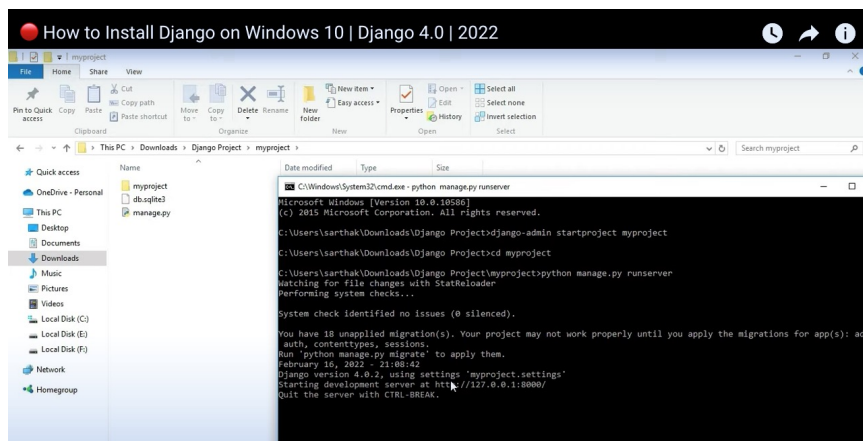 How to Install Django on Windows 10 | Django 4.0 | 2022
myproject
File Home Share View
Pin to Quick access
Copy
Paste
Cut
Copy path
Paste shortcut
Move to
Copy to
Delete
Rename
New folder
New item
Easy access
Properties
Open
Edit
History
Select all
Select none
Invert selection
Clipboard Organize New Open Select
This PC > Downloads > Django Project > myproject >
Search myproject
Name Date modified Type Size
Quick access
OneDrive - Personal
This PC
Desktop
Documents
Downloads
Music
Pictures
Videos
Local Disk (C:)
Local Disk (E:)
Local Disk (F:)
Network
Homegroup
myproject
db.sqlite3
manage.py
C:\Windows\System32\cmd.exe - python manage.py runserver
Microsoft Windows [Version 10.0.10586]
(c) 2015 Microsoft Corporation. All rights reserved.
C:\Users\sarthak\Downloads\Django Project>django-admin startproject myproject
C:\Users\sarthak\Downloads\Django Project>cd myproject
C:\Users\sarthak\Downloads\Django Project\myproject>python manage.py runserver
Watching for file changes with StatReloader
Performing system checks...
System check identified no issues (0 silenced).
You have 18 unapplied migration(s). Your project may not work properly until you apply the migrations for app(s):
auth, contenttypes, sessions.
Run 'python manage.py migrate' to apply them.
February 16, 2022 - 21:08:42
Django version 4.0.2, using settings 'myproject.settings'
Starting development server at http://127.0.0.1:8000/
Quit the server with CTRL-BREAK.